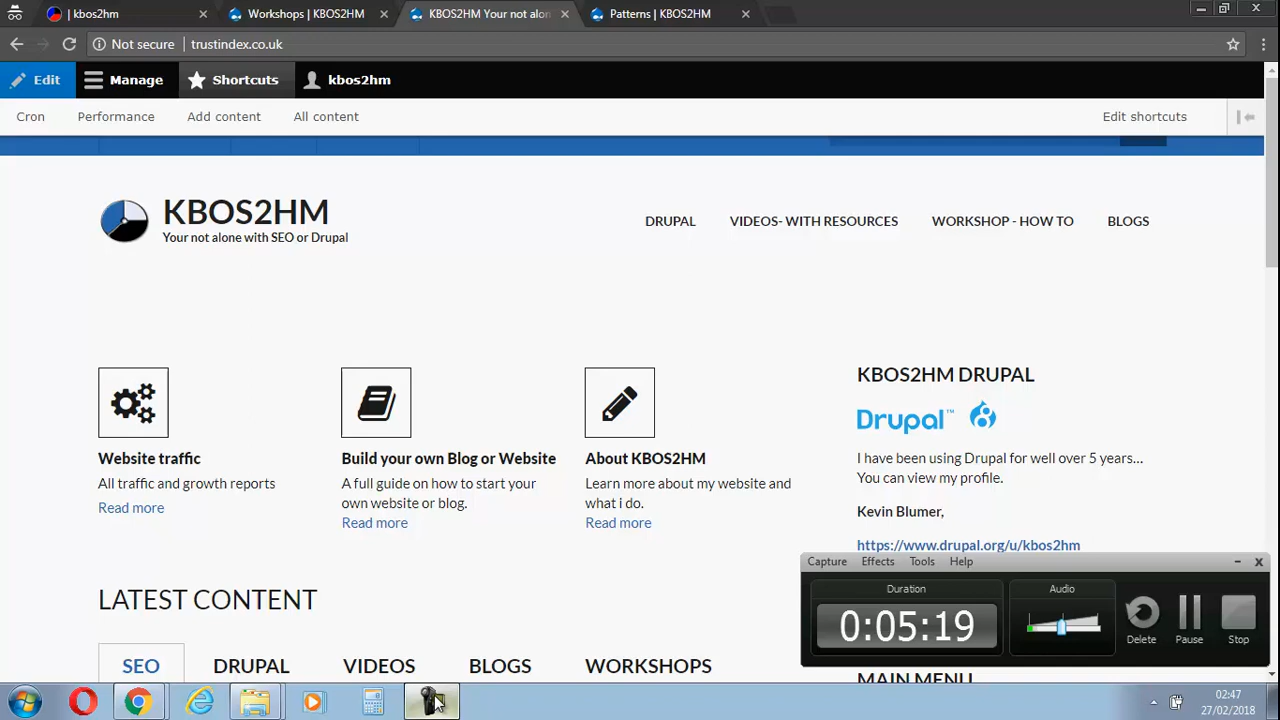 | kbos2hm
Workshops | KBOS2HM
KBOS2HM Your not alon
Patterns | KBOS2HM
Not secure
trustindex.co.uk
Edit
Manage
Shortcuts
kbos2hm
Cron
Performance
Add content
All content
Edit shortcuts
KBOS2HM
Your not alone with SEO or Drupal
DRUPAL
VIDEOS- WITH RESOURCES
WORKSHOP - HOW TO
BLOGS
Website traffic
All traffic and growth reports
Read more
Build your own Blog or Website
A full guide on how to start your
own website or blog.
Read more
About KBOS2HM
Learn more about my website and
what i do.
Read more
KBOS2HM DRUPAL
Drupal™
I have been using Drupal for well over 5 years...
You can view my profile.
Kevin Blumer,
https://www.drupal.org/u/kbos2hm
LATEST CONTENT
SEO
DRUPAL
VIDEOS
BLOGS
WORKSHOPS
MAIN MENU
Capture
Effects
Tools
Help
Duration
0:05:19
Audio
Delete
Pause
Stop
02:47
27/02/2018